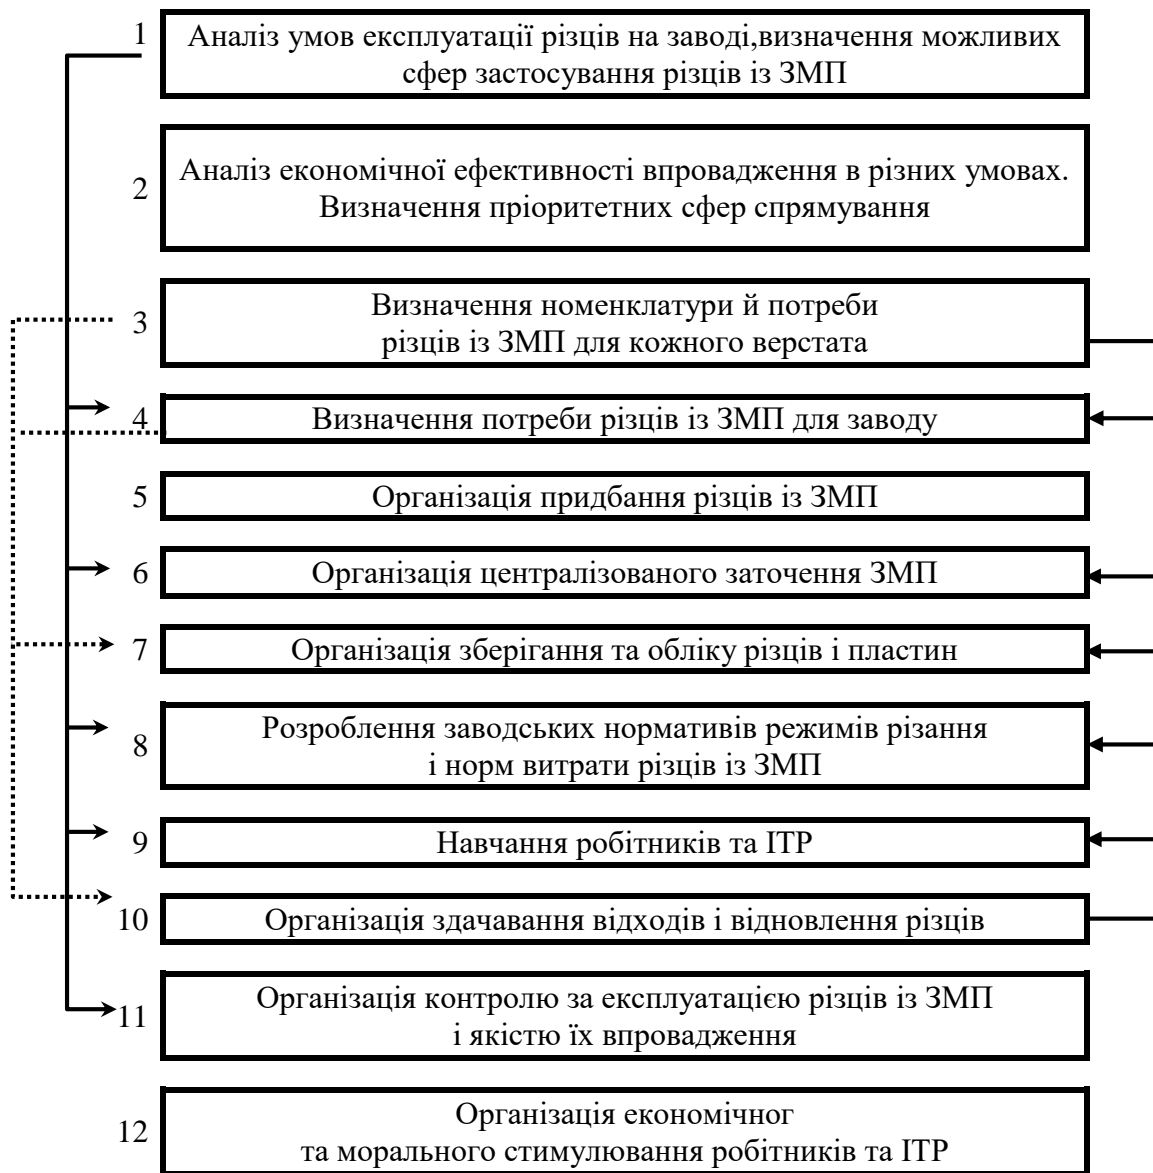 1
Аналіз умов експлуатації різців на заводі,визначення можливих
сфер застосування різців із ЗМП
2
Аналіз економічної ефективності впровадження в різних умовах.
Визначення пріоритетних сфер спрямування
3
Визначення номенклатури й потреби
різців із ЗМП для кожного верстата
4
Визначення потреби різців із ЗМП для заводу
5
Організація придбання різців із ЗМП
6
Організація централізованого заточення ЗМП
7
Організація зберігання та обліку різців і пластин
8
Розроблення заводських нормативів режимів різання
і норм витрати різців із ЗМП
9
Навчання робітників та ІТР
10
Організація здачавання відходів і відновлення різців
11
Організація контролю за експлуатацією різців із ЗМП
і якістю їх впровадження
12
Організація економічног
та морального стимулювання робітників та ІТР